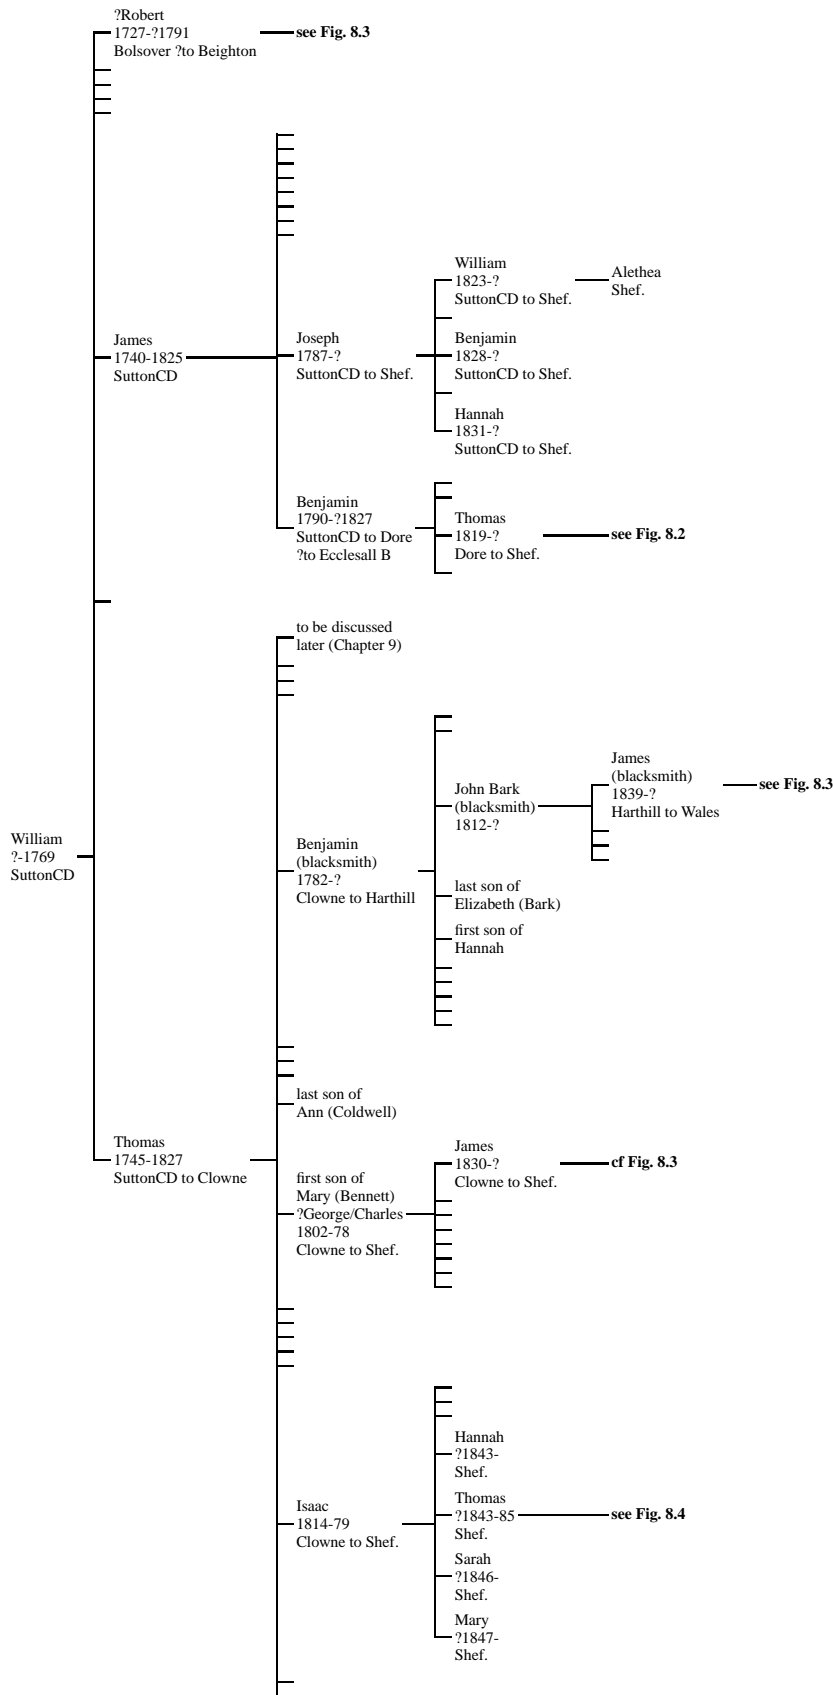 ?Robert
1727-?1791
Bolsover ?to Beighton
see Fig. 8.3
William
1823-?
SuttonCD to Shef.
Alethea
Shef.
James
1740-1825
SuttonCD
Joseph
1787-?
SuttonCD to Shef.
Benjamin
1828-?
SuttonCD to Shef.
Hannah
1831-?
SuttonCD to Shef.
Benjamin
1790-?1827
SuttonCD to Dore
?to Ecclesall B
Thomas
1819-?
Dore to Shef.
see Fig. 8.2
to be discussed
later (Chapter 9)
William
?-1769
SuttonCD
Benjamin
(blacksmith)
1782-?
Clowne to Harthill
John Bark
(blacksmith)
1812-?
James
(blacksmith)
1839-?
Harthill to Wales
see Fig. 8.3
last son of
Elizabeth (Bark)
first son of
Hannah
last son of
Ann (Coldwell)
Thomas
1745-1827
SuttonCD to Clowne
first son of
Mary (Bennett)
?George/Charles
1802-78
Clowne to Shef.
James
1830-?
Clowne to Shef.
cf Fig. 8.3
Isaac
1814-79
Clowne to Shef.
Hannah
?1843-
Shef.
Thomas
?1843-85
Shef.
see Fig. 8.4
Sarah
?1846-
Shef.
Mary
?1847-
Shef.